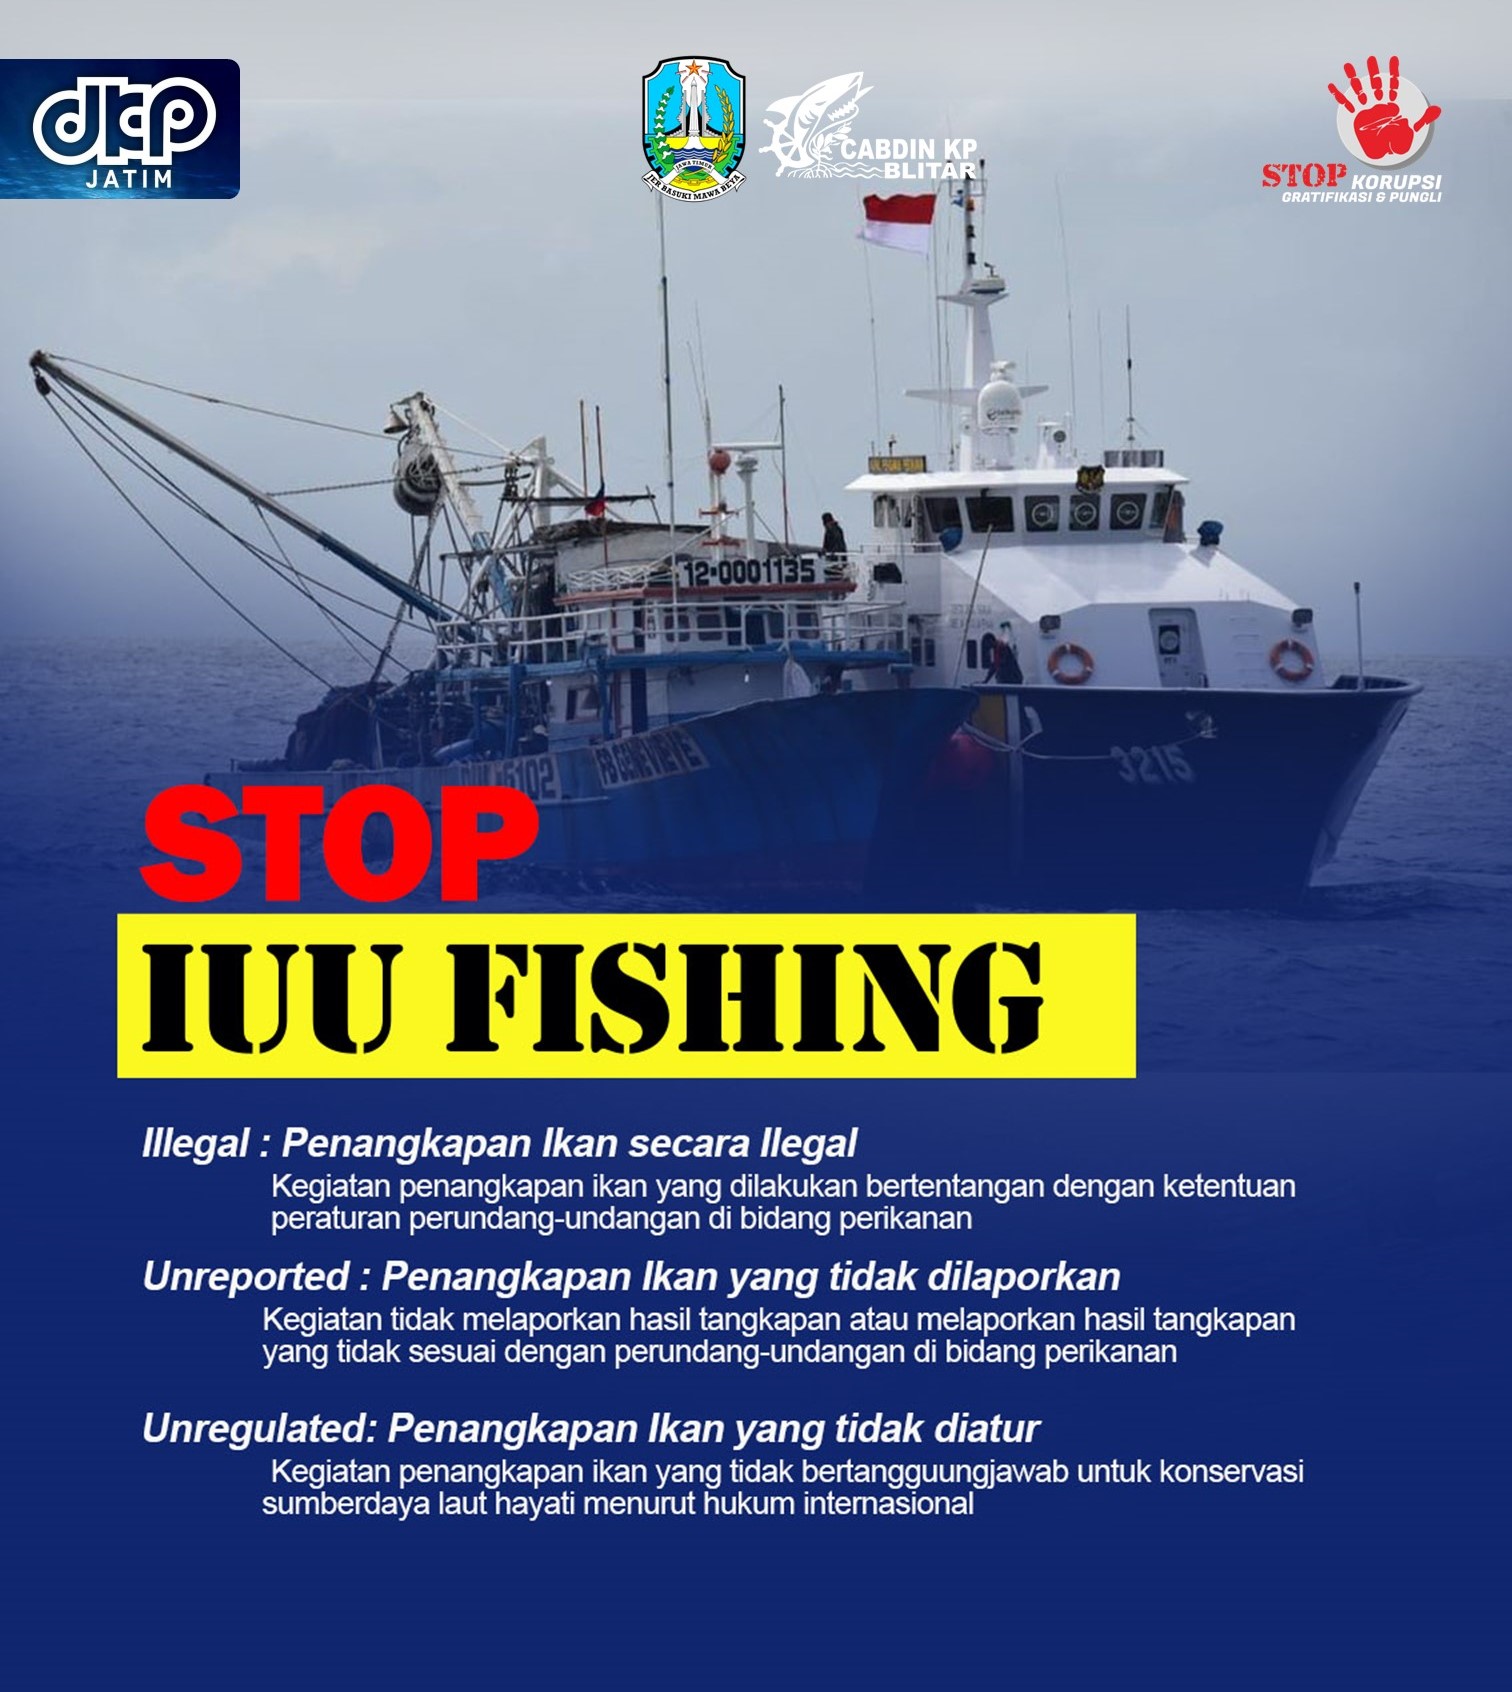 dkp
JATIM
JAWA TIMUR
JER BASUKI MAWA BEYA
CABDIN KP
BLITAR
STOP KORUPSI
GRATIFIKASI & PUNGLI
12-0001135
FB GENEVIEVE
3215
STOP
IUU FISHING
Illegal : Penangkapan Ikan secara Ilegal
Kegiatan penangkapan ikan yang dilakukan bertentangan dengan ketentuan
peraturan perundang-undangan di bidang perikanan
Unreported : Penangkapan Ikan yang tidak dilaporkan
Kegiatan tidak melaporkan hasil tangkapan atau melaporkan hasil tangkapan
yang tidak sesuai dengan perundang-undangan di bidang perikanan
Unregulated: Penangkapan Ikan yang tidak diatur
Kegiatan penangkapan ikan yang tidak bertangguungjawab untuk konservasi
sumberdaya laut hayati menurut hukum internasional